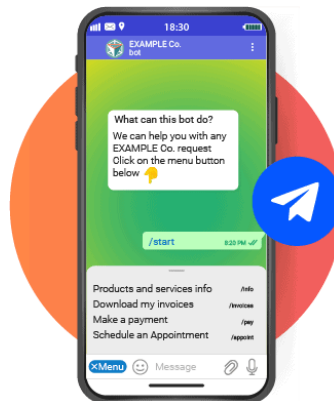 18:30
EXAMPLE Co.
bot
What can this bot do?
We can help you with any
EXAMPLE Co. request
Click on the menu button
below
/start
9:20 PM
Products and services info /info
Download my invoices /invoices
Make a payment /pay
Schedule an Appointment /appoint
×Menu Message